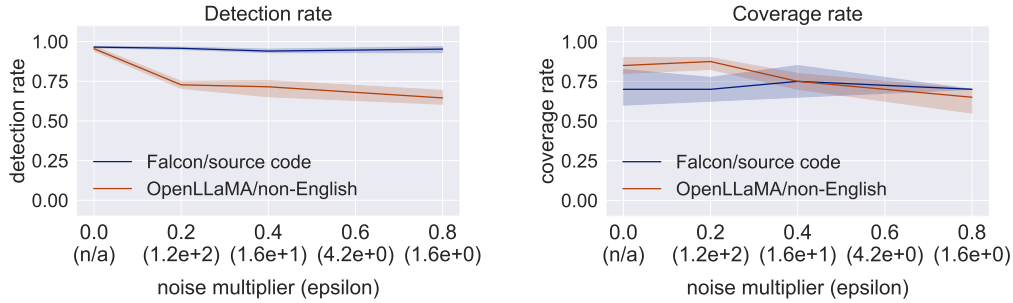 Detection rate
detection rate
1.00
0.75
0.50
0.25
0.00
Falcon/source code
OpenLLaMA/non-English
0.0 0.2 0.4 0.6 0.8
(n/a) (1.2e+2) (1.6e+1) (4.2e+0) (1.6e+0)
noise multiplier (epsilon)
Coverage rate
coverage rate
1.00
0.75
0.50
0.25
0.00
Falcon/source code
OpenLLaMA/non-English
0.0 0.2 0.4 0.6 0.8
(n/a) (1.2e+2) (1.6e+1) (4.2e+0) (1.6e+0)
noise multiplier (epsilon)